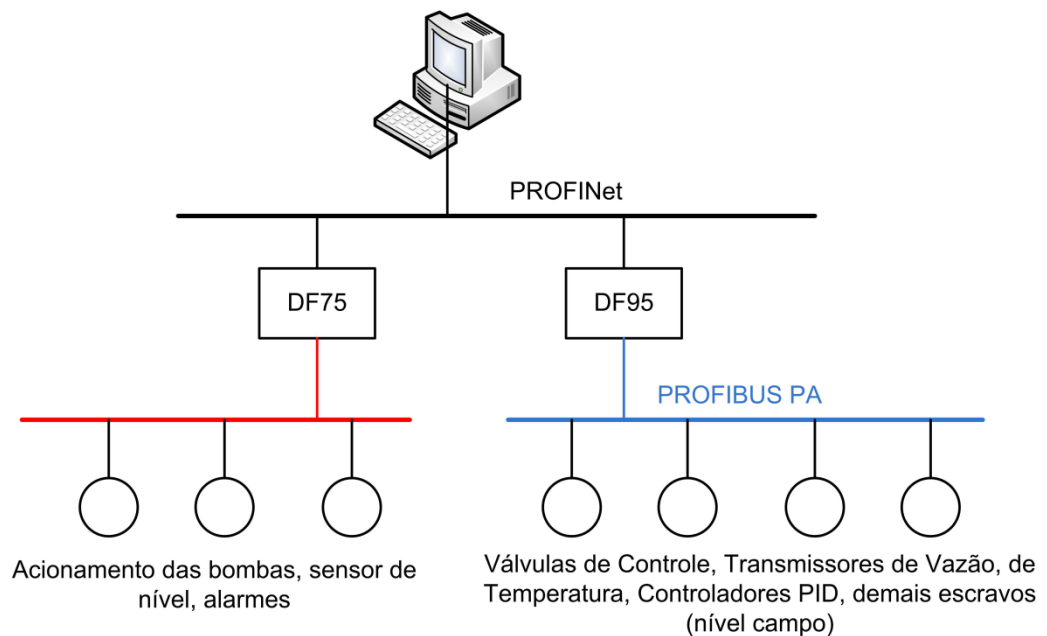 PROFINet
DF75
DF95
PROFIBUS PA
Acionamento das bombas, sensor de
nível, alarmes
Válvulas de Controle, Transmissores de Vazão, de
Temperatura, Controladores PID, demais escravos
(nível campo)